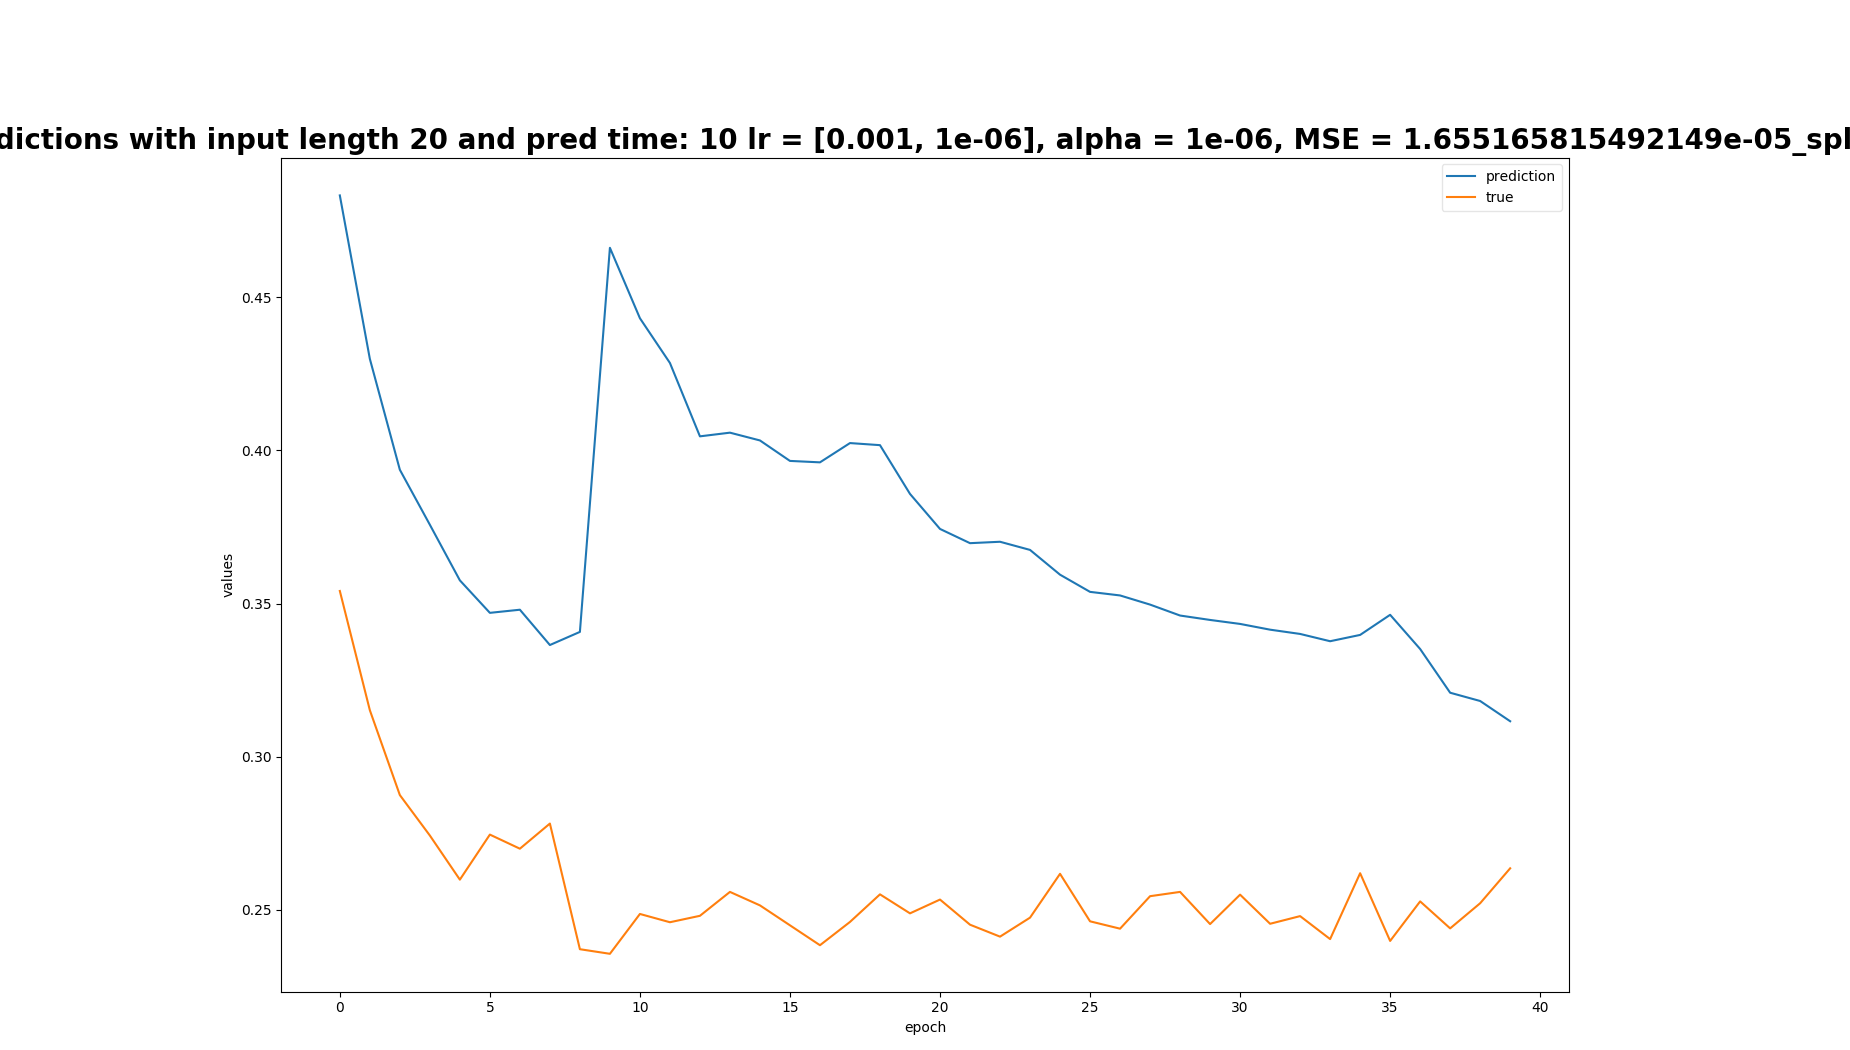 dictions with input length 20 and pred time: 10 lr = [0.001, 1e-06], alpha = 1e-06, MSE = 1.655165815492149e-05_spl
prediction
true
0.45
0.40
0.35
0.30
0.25
values
0 5 10 15 20 25 30 35 40
epoch